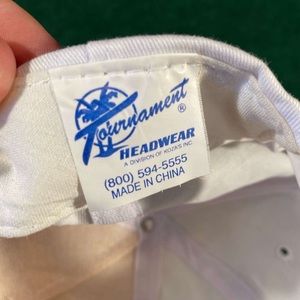 Tournament ®
HEADWEAR
A DIVISION OF KOZA'S INC.
(800) 594-5555
MADE IN CHINA